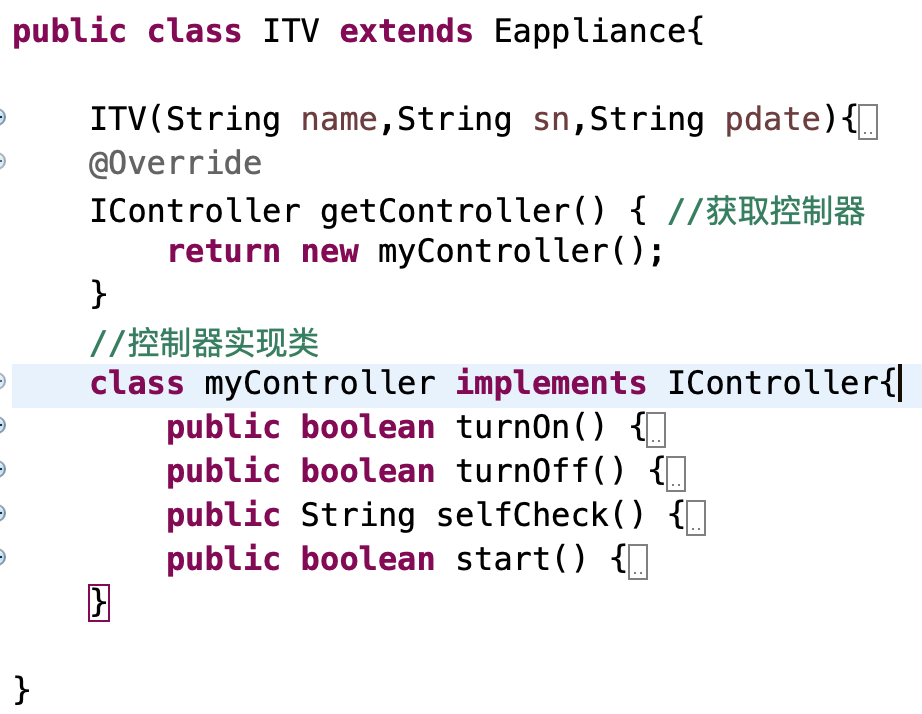 public class ITV extends Eappliance{
ITV(String name,String sn,String pdate){..
@Override
IController getController() { //获取控制器
return new myController();
}
//控制器实现类
class myController implements IController{
public boolean turnOn() {..
public boolean turnOff() {..
public String selfCheck() {..
public boolean start() {..
}
}